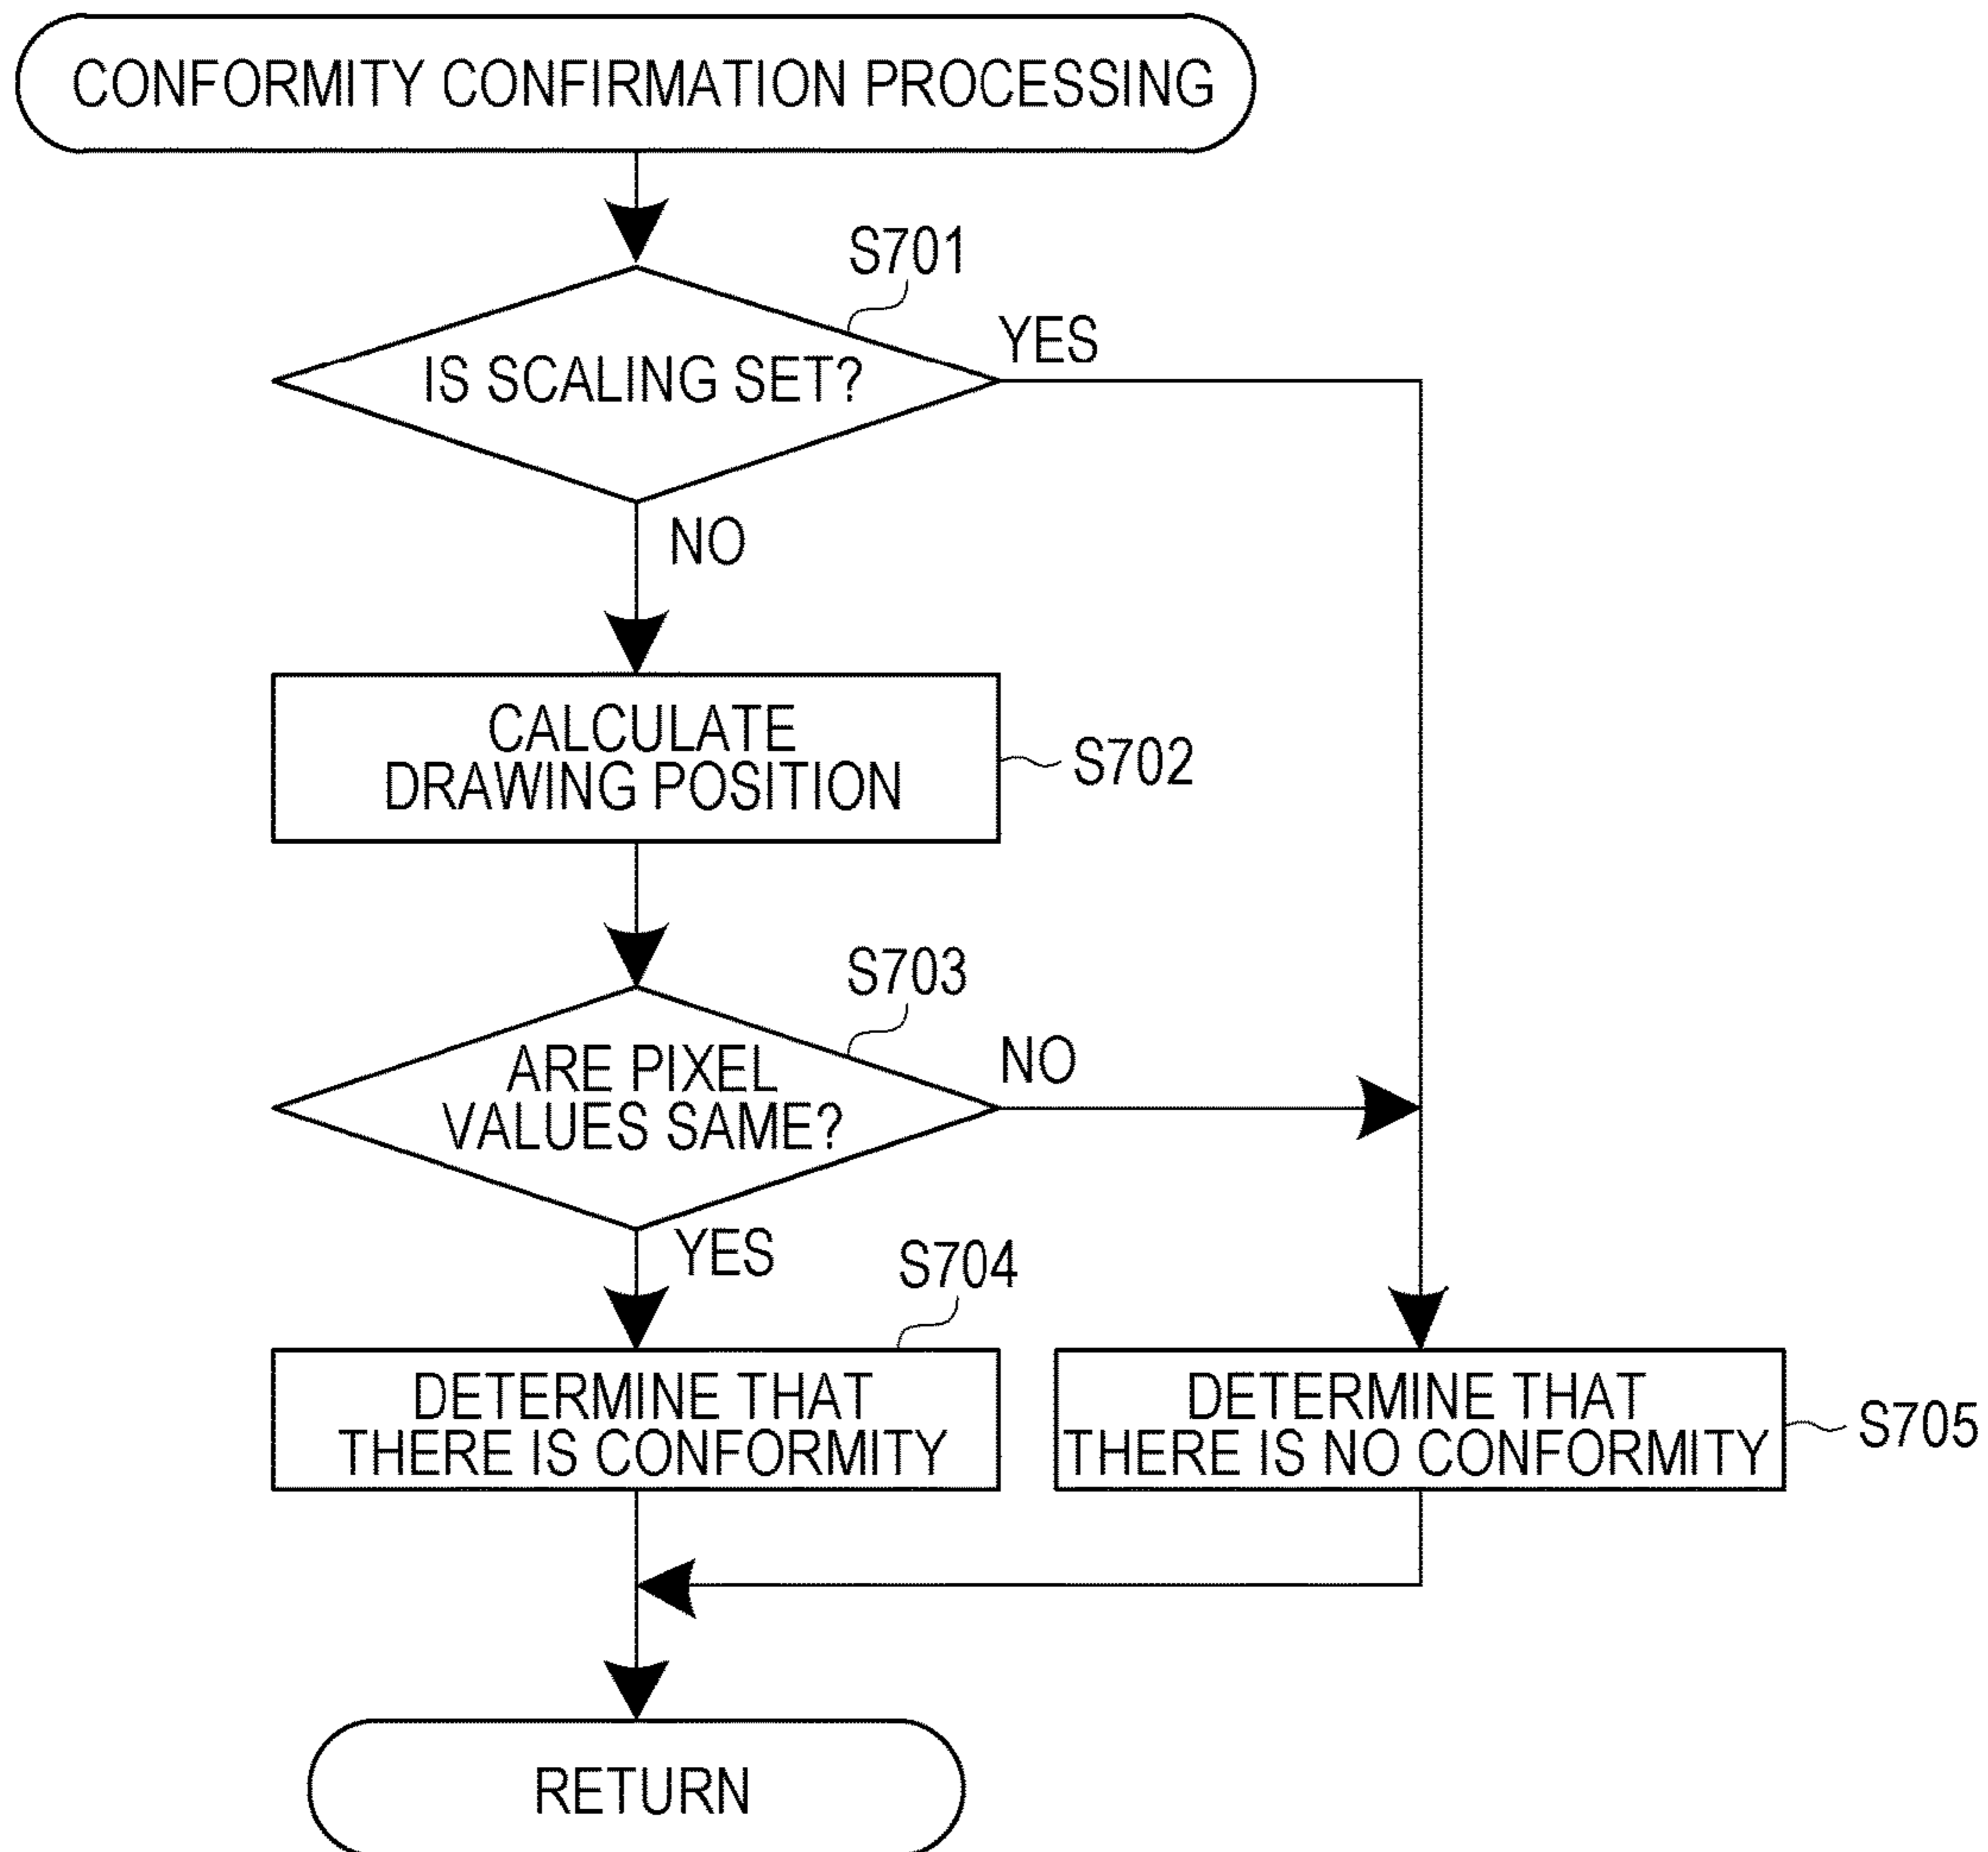 CONFORMITY CONFIRMATION PROCESSING
S701
YES
IS SCALING SET?
NO
CALCULATE
DRAWING POSITION
S702
S703
NO
ARE PIXEL
VALUES SAME?
YES
S704
DETERMINE THAT
THERE IS CONFORMITY
DETERMINE THAT
THERE IS NO CONFORMITY
S705
RETURN